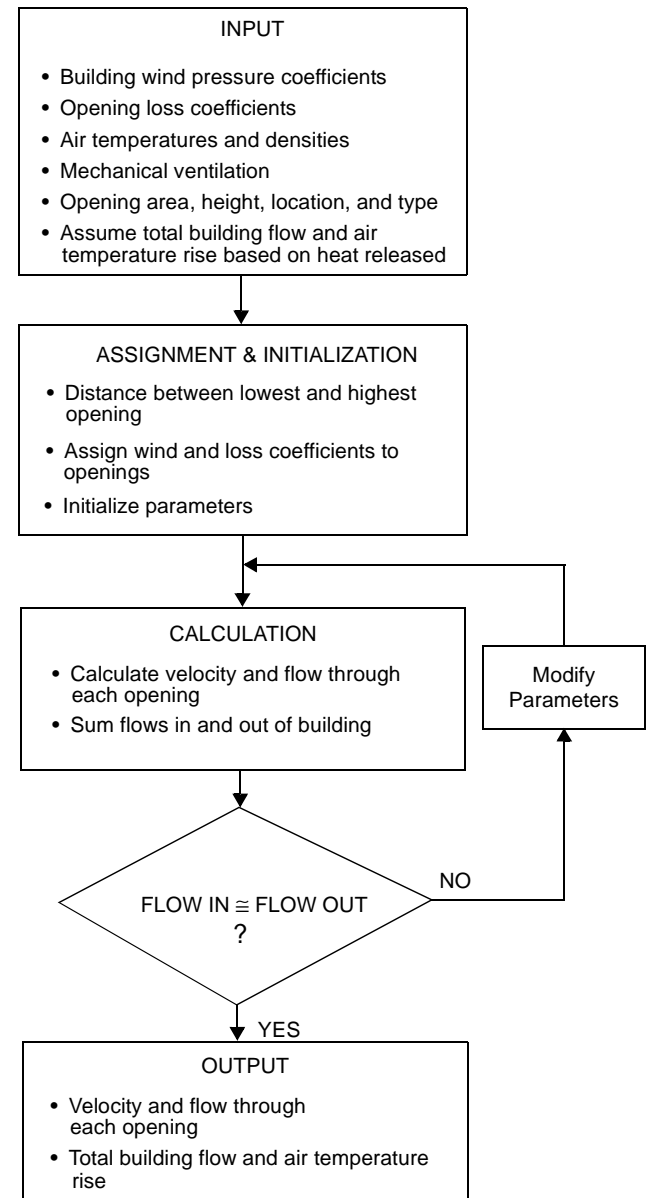 INPUT
• Building wind pressure coefficients
• Opening loss coefficients
• Air temperatures and densities
• Mechanical ventilation
• Opening area, height, location, and type
• Assume total building flow and air
temperature rise based on heat released
ASSIGNMENT & INITIALIZATION
• Distance between lowest and highest
opening
• Assign wind and loss coefficients to
openings
• Initialize parameters
CALCULATION
• Calculate velocity and flow through
each opening
• Sum flows in and out of building
Modify
Parameters
FLOW IN ≅ FLOW OUT
?
NO
YES
OUTPUT
• Velocity and flow through
each opening
• Total building flow and air temperature
rise